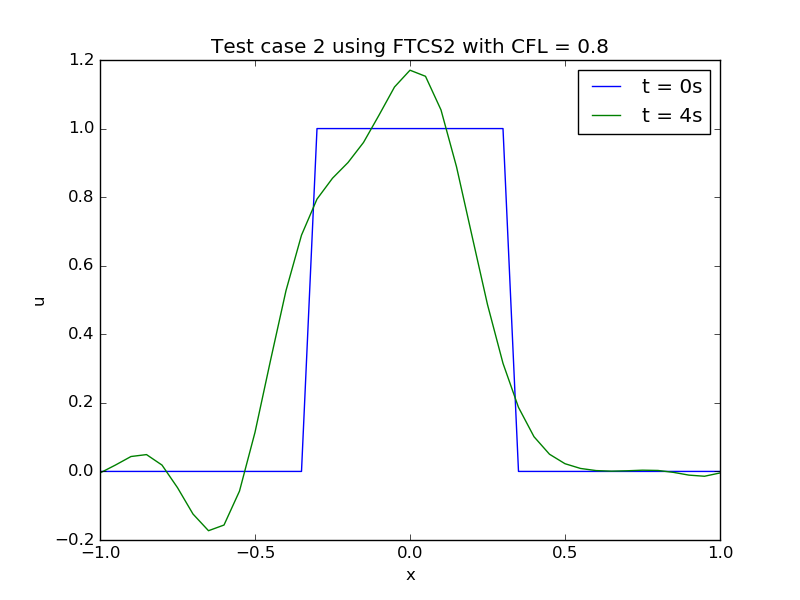 Test case 2 using FTCS2 with CFL = 0.8
t = 0s
t = 4s
1.2
1.0
0.8
0.6
0.4
0.2
0.0
−0.2
u
−1.0 −0.5 0.0 0.5 1.0
x